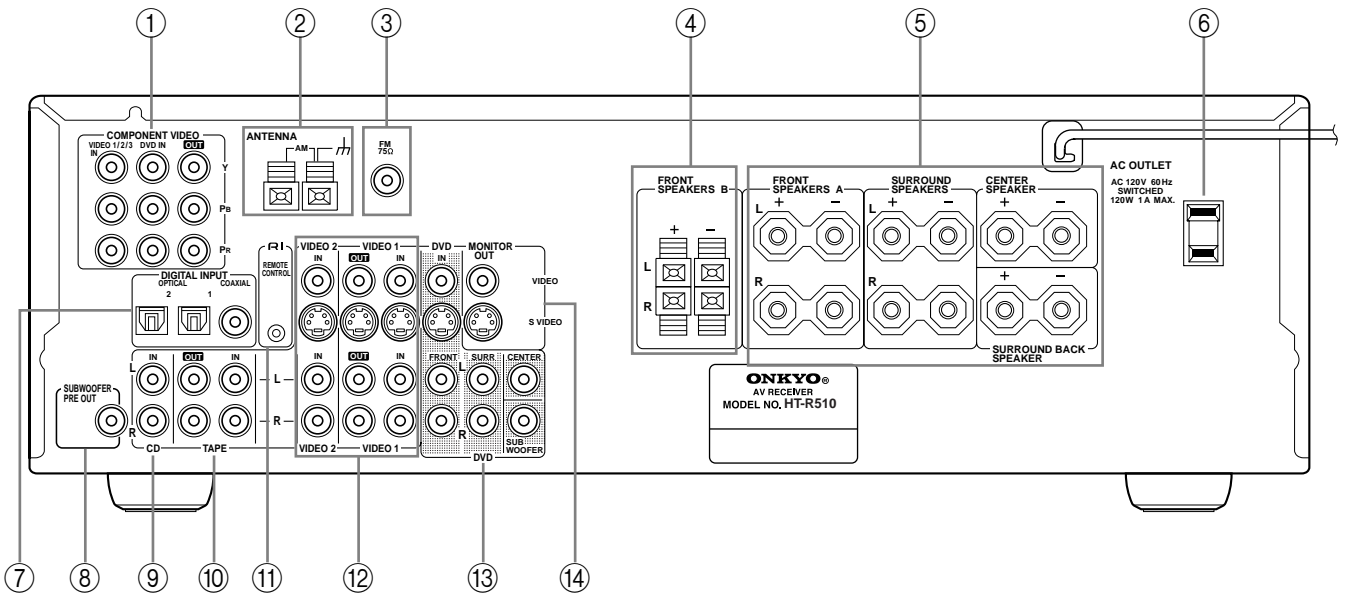 ① ② ③ ④ ⑤ ⑥
COMPONENT VIDEO
VIDEO 1/2/3 IN
DVD IN
OUT
Y
PB
PR
ANTENNA
AM
FM
75Ω
FRONT
SPEAKERS B
+ −
L
R
FRONT
SPEAKERS A
+ −
L
R
SURROUND
SPEAKERS
+ −
L
R
CENTER
SPEAKER
+ −
+ −
SURROUND BACK
SPEAKER
AC OUTLET
AC 120V 60Hz
SWITCHED
120W 1A MAX.
DIGITAL INPUT
OPTICAL
2 1
COAXIAL
RI
REMOTE
CONTROL
VIDEO 2 VIDEO 1 DVD MONITOR
OUT
IN OUT IN IN
VIDEO
S VIDEO
IN OUT IN
L
R
L
R
IN OUT IN
FRONT SURR CENTER
L
R
SUB
WOOFER
SUBWOOFER
PRE OUT
CD TAPE VIDEO 2 VIDEO 1 DVD
ONKYO®
AV RECEIVER
MODEL NO. HT-R510
⑦ ⑧ ⑨ ⑩ ⑪ ⑫ ⑬ ⑭